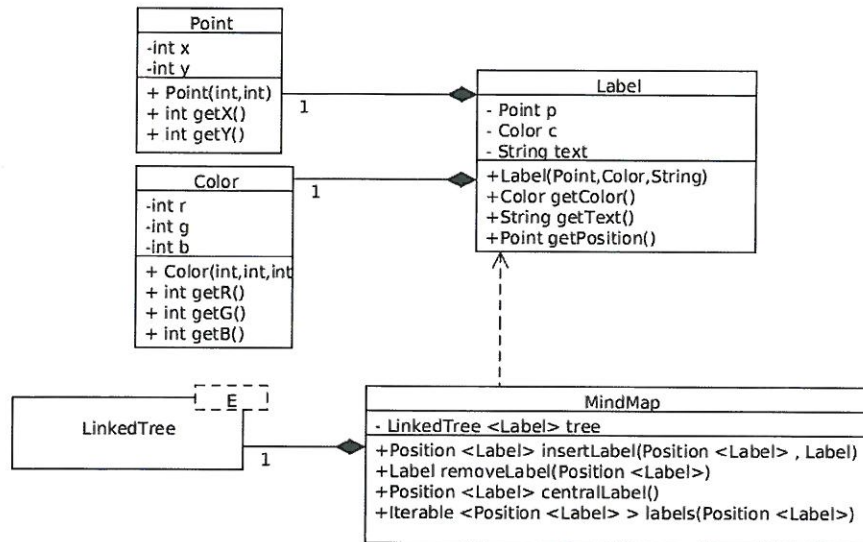 Point
-int x
-int y
+ Point(int,int)
+ int getX()
+ int getY()
1
Label
- Point p
- Color c
- String text
+Label(Point,Color,String)
+Color getColor()
+String getText()
+Point getPosition()
Color
-int r
-int g
-int b
+ Color(int,int,int
+ int getR()
+ int getG()
+ int getB()
1
E
LinkedTree
1
MindMap
- LinkedTree <Label> tree
+Position <Label> insertLabel(Position <Label> , Label)
+Label removeLabel(Position <Label>)
+Position <Label> centralLabel()
+Iterable <Position <Label> > labels(Position <Label>)